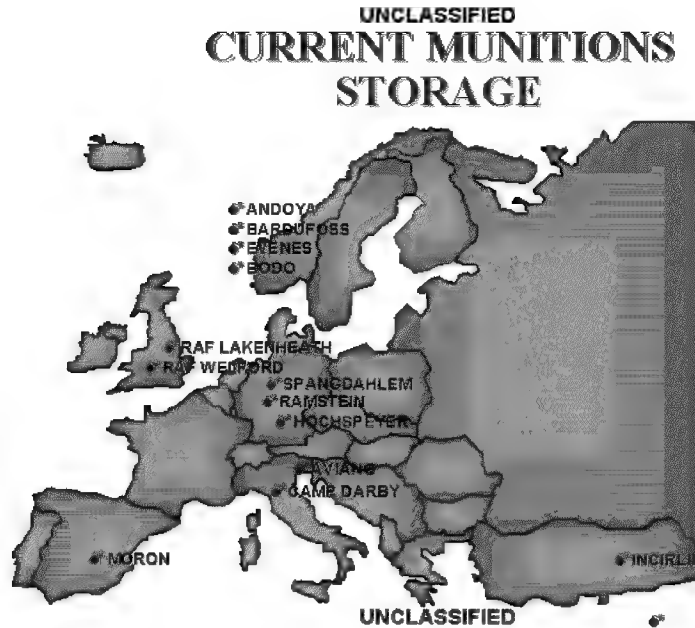 UNCLASSIFIED
CURRENT MUNITIONS
STORAGE
ANDOYA
BARDUFOSS
EVENES
BODO
RAF LAKENHEATH
RAF WELFORD
SPANGDAHLEM
RAMSTEIN
HOCHSPEYER
AVIANO
CAMP DARBY
MORON
INCIRLI
UNCLASSIFIED